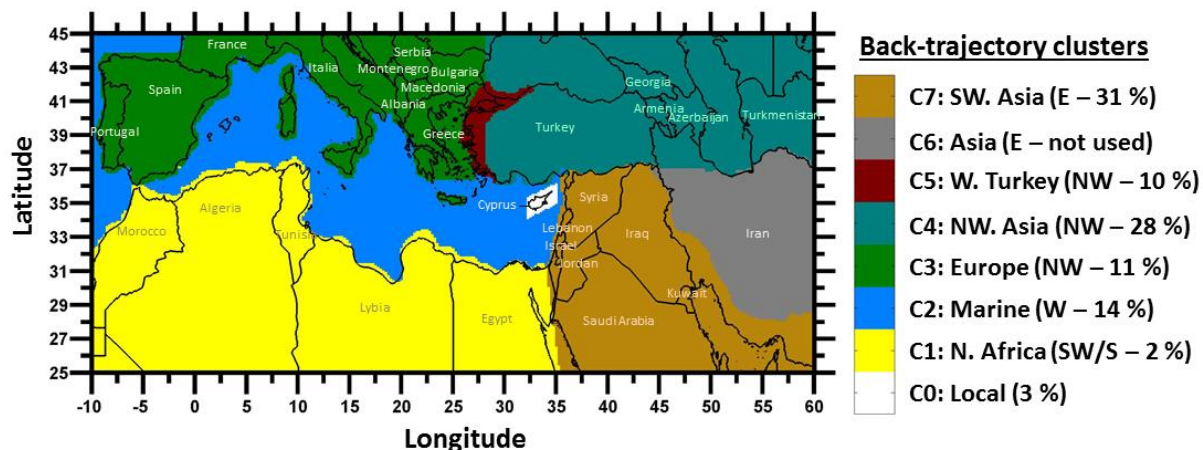 45
43
41
39
37
35
33
31
29
27
25
Latitude
-10 -5 0 5 10 15 20 25 30 35 40 45 50 55 60
Longitude
France
Serbia
Italia
Montenegro
Bulgaria
Macedonia
Albania
Spain
Portugal
Greece
Georgia
Armenia
Azerbaijan
Turkmenistan
Turkey
Cyprus
Syria
Lebanon
Israel
Jordan
Iraq
Iran
Kuwait
Saudi Arabia
Morocco
Algeria
Tunisi
Lybia
Egypt
Back-trajectory clusters
C7: SW. Asia (E – 31 %)
C6: Asia (E – not used)
C5: W. Turkey (NW – 10 %)
C4: NW. Asia (NW – 28 %)
C3: Europe (NW – 11 %)
C2: Marine (W – 14 %)
C1: N. Africa (SW/S – 2 %)
C0: Local (3 %)